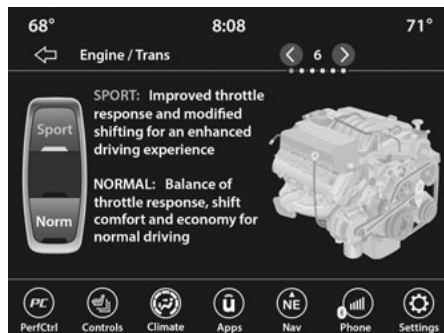 68°
8:08
71°
Engine / Trans
6
Sport
Norm
SPORT: Improved throttle
response and modified
shifting for an enhanced
driving experience
NORMAL: Balance of
throttle response, shift
comfort and economy for
normal driving
PC
ū
NE
PerfCtrl
Controls
Climate
Apps
Nav
Phone
Settings